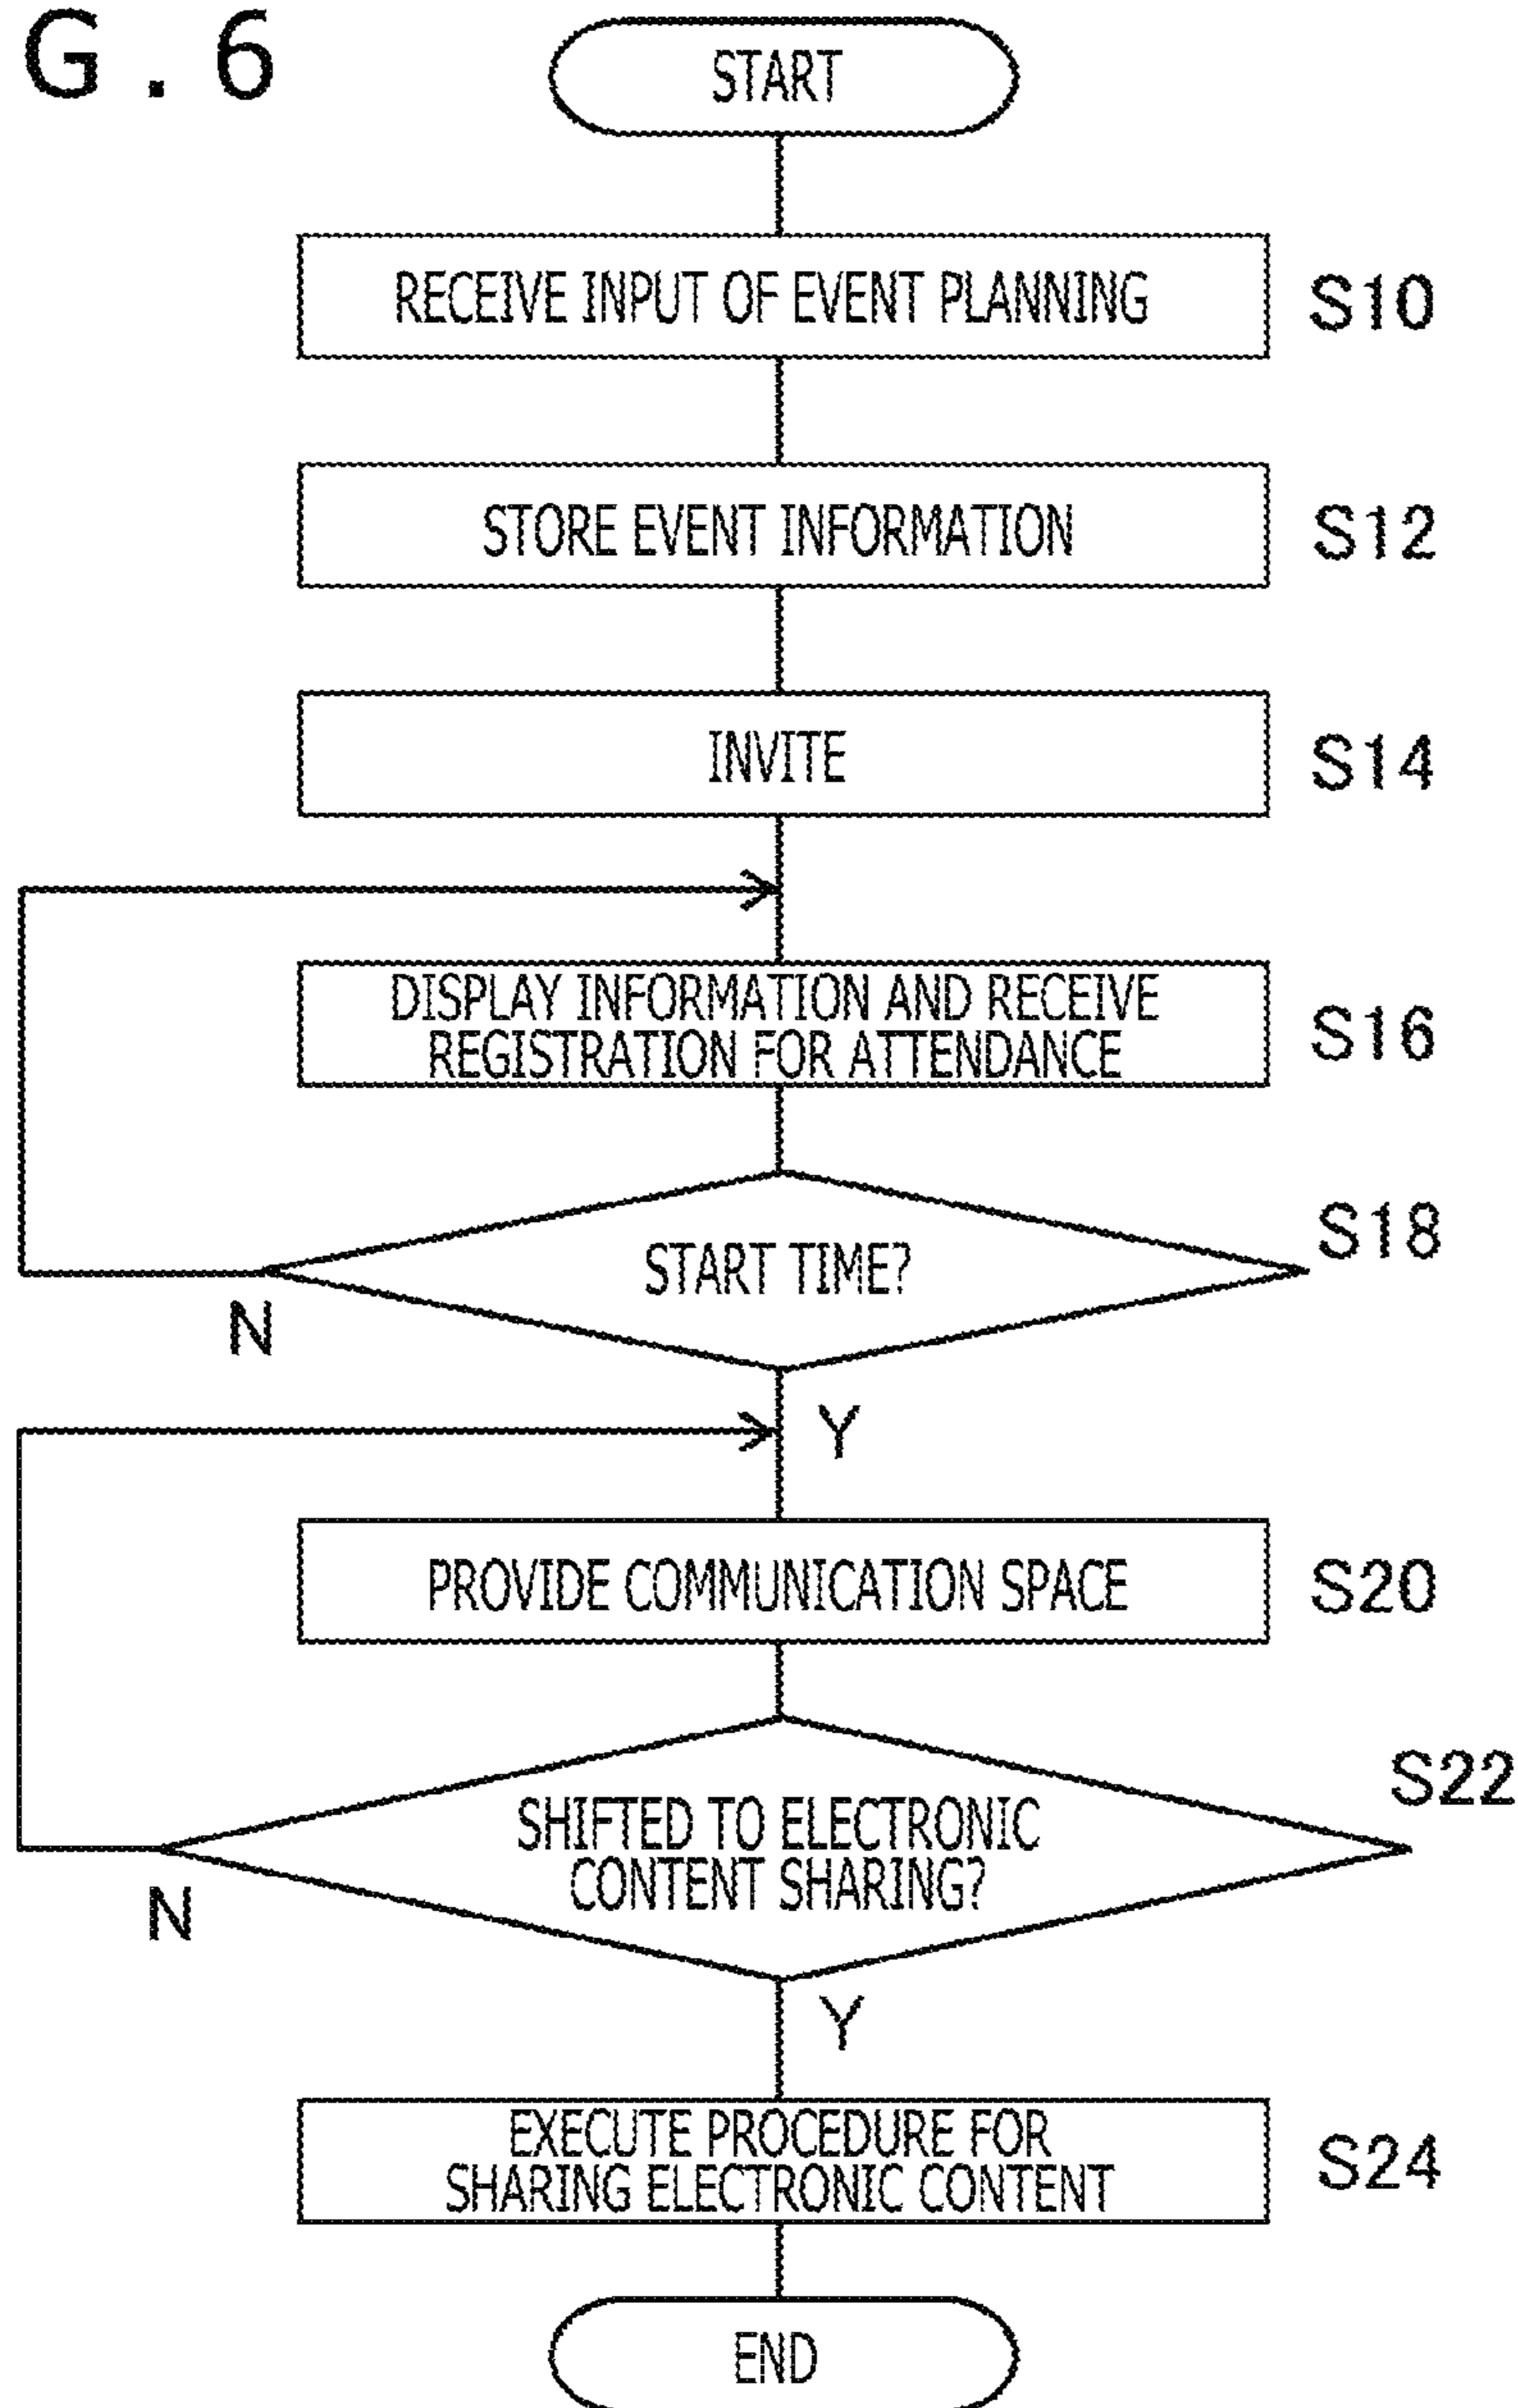 G.6
START
RECEIVE INPUT OF EVENT PLANNING
S10
STORE EVENT INFORMATION
S12
INVITE
S14
DISPLAY INFORMATION AND RECEIVE
REGISTRATION FOR ATTENDANCE
S16
START TIME?
S18
N
Y
PROVIDE COMMUNICATION SPACE
S20
SHIFTED TO ELECTRONIC
CONTENT SHARING?
S22
N
Y
EXECUTE PROCEDURE FOR
SHARING ELECTRONIC CONTENT
S24
END